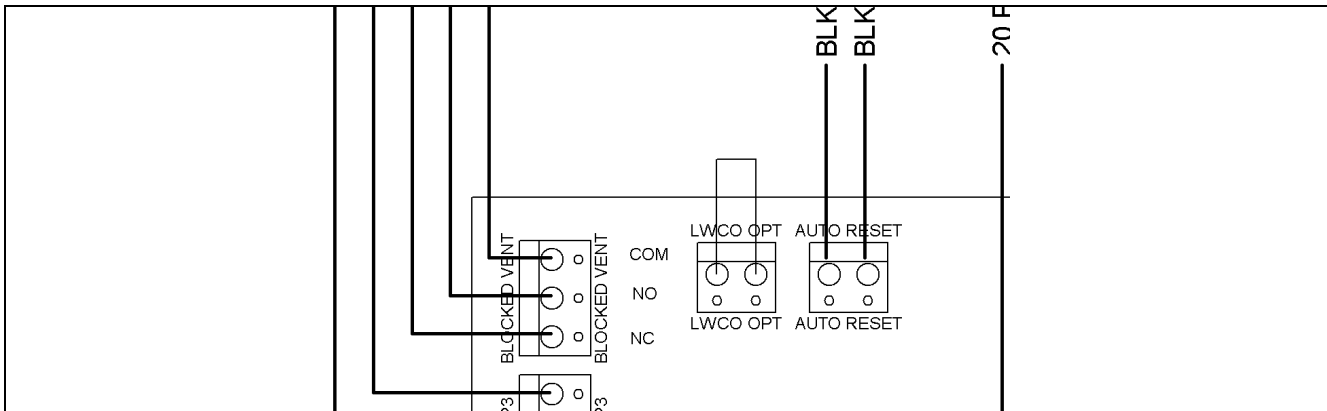 BLK
BLK
20
BLOCKED VENT
BLOCKED VENT
COM
NO
NC
LWCO OPT
AUTO RESET
LWCO OPT
AUTO RESET